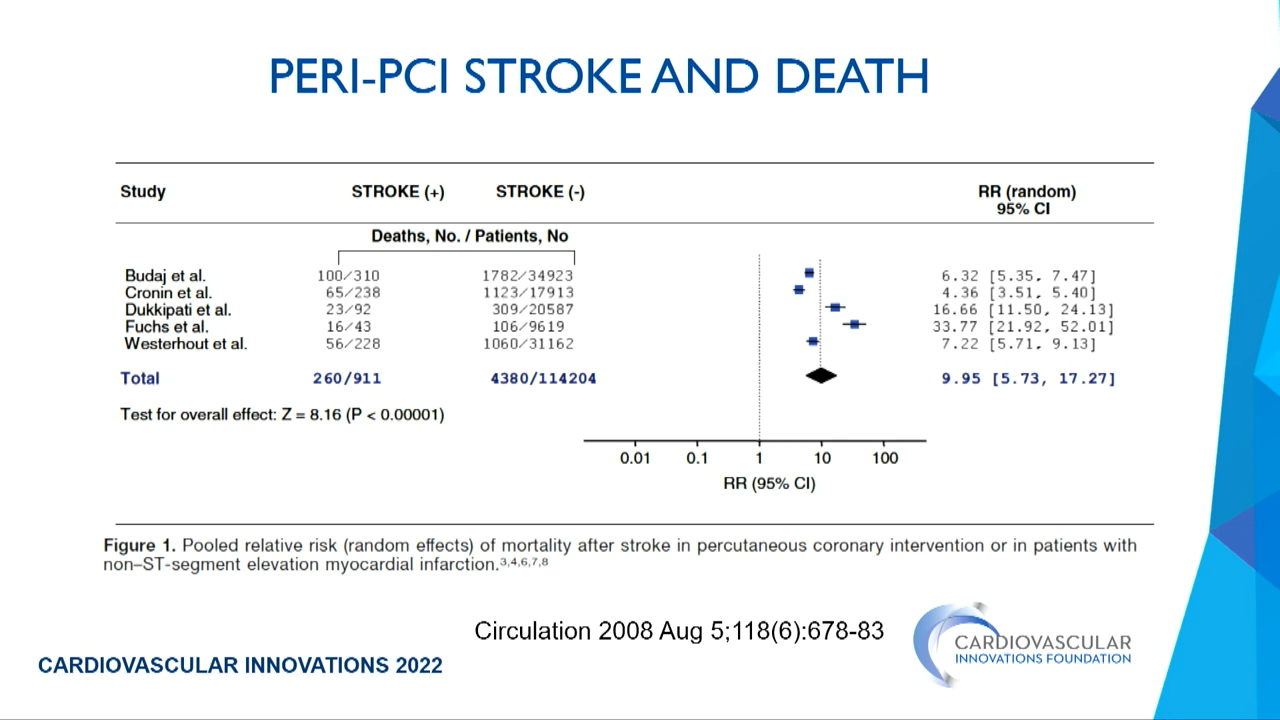 PERI-PCI STROKE AND DEATH
Study STROKE (+) STROKE (-) RR (random)
95% CI
Deaths, No. / Patients, No
Budaj et al. 100/310 1782/34923 6.32 [5.35, 7.47]
Cronin et al. 65/238 1123/17913 4.36 [3.51, 5.40]
Dukkipati et al. 23/92 309/20587 16.66 [11.50, 24.13]
Fuchs et al. 16/43 106/9619 33.77 [21.92, 52.01]
Westerhout et al. 56/228 1060/31162 7.22 [5.71, 9.13]
Total 260/911 4380/114204 9.95 [5.73, 17.27]
Test for overall effect: Z = 8.16 (P < 0.00001)
0.01 0.1 1 10 100
RR (95% CI)
Figure 1. Pooled relative risk (random effects) of mortality after stroke in percutaneous coronary intervention or in patients with
non–ST-segment elevation myocardial infarction.3,4,6,7,8
Circulation 2008 Aug 5;118(6):678-83
CARDIOVASCULAR
INNOVATIONS FOUNDATION
CARDIOVASCULAR INNOVATIONS 2022